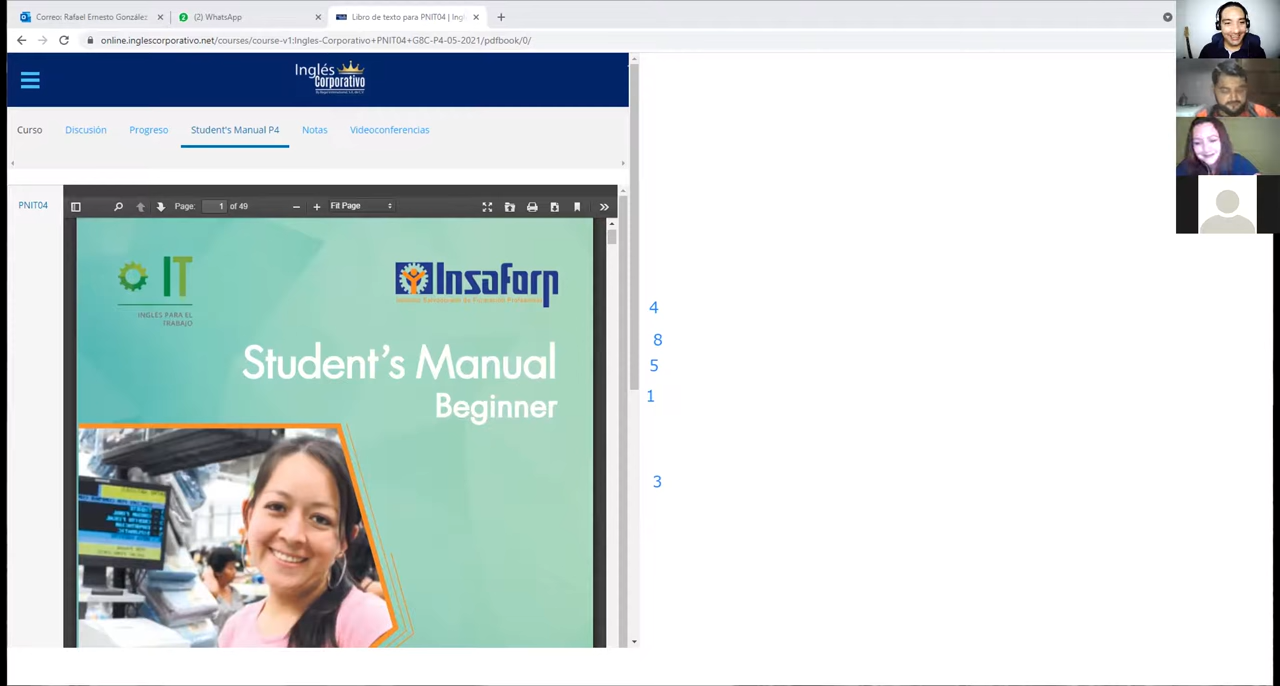 Correo: Rafael Ernesto González
(2) WhatsApp
Libro de texto para PNIT04 | Ingl
online.inglescorporativo.net/courses/course-v1:Ingles-Corporativo+PNIT04+G8C-P4-05-2021/pdfbook/0/
Inglés
Corporativo
Curso
Discusión
Progreso
Student's Manual P4
Notas
Videoconferencias
PNIT04
Page: 1 of 49
Fit Page
IT
INGLES PARA EL
TRABAJO
Insaforp
Student's Manual
Beginner
4
8
5
1
3